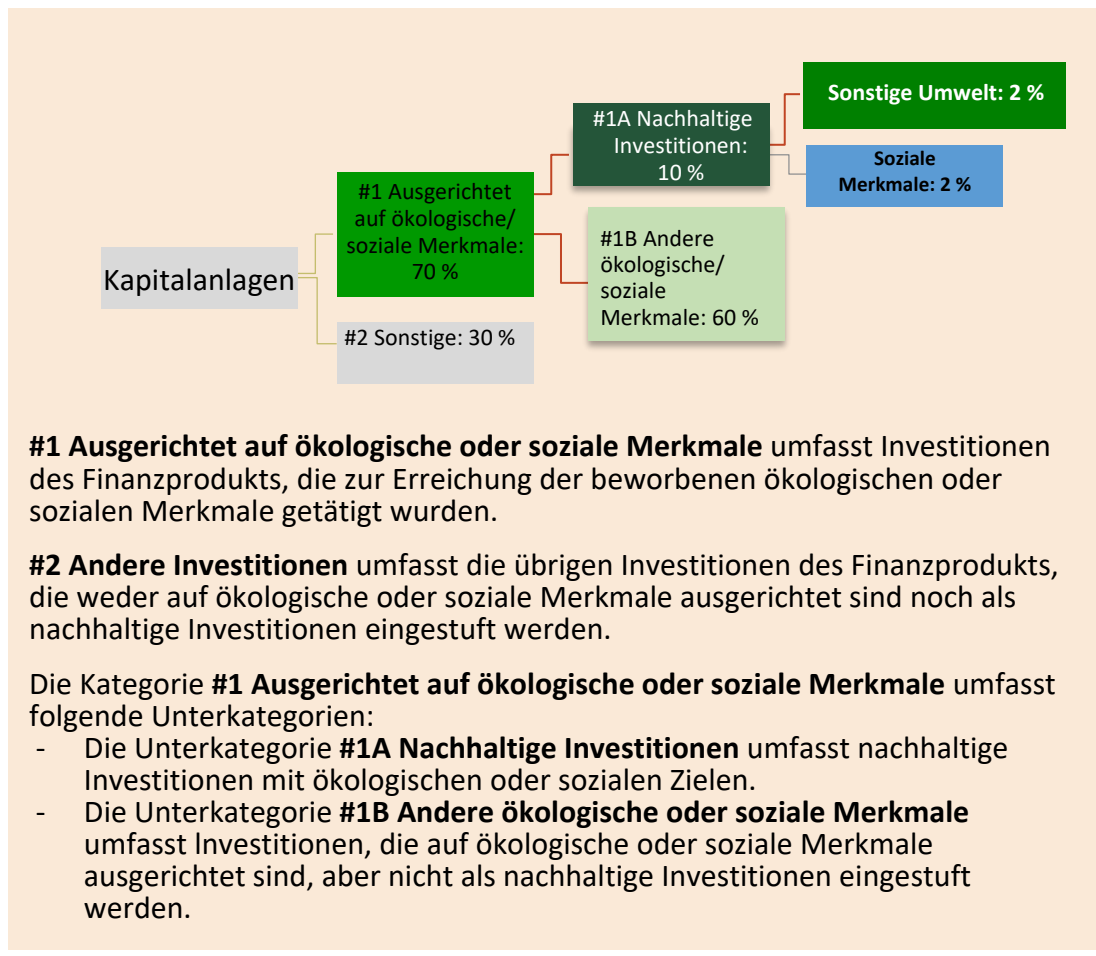 Sonstige Umwelt: 2 %
#1A Nachhaltige
Investitionen:
10 %
Soziale
Merkmale: 2 %
#1 Ausgerichtet
auf ökologische/
soziale Merkmale:
70 %
#1B Andere
ökologische/
soziale
Merkmale: 60 %
Kapitalanlagen
#2 Sonstige: 30 %
#1 Ausgerichtet auf ökologische oder soziale Merkmale umfasst Investitionen
des Finanzprodukts, die zur Erreichung der beworbenen ökologischen oder
sozialen Merkmale getätigt wurden.
#2 Andere Investitionen umfasst die übrigen Investitionen des Finanzprodukts,
die weder auf ökologische oder soziale Merkmale ausgerichtet sind noch als
nachhaltige Investitionen eingestuft werden.
Die Kategorie #1 Ausgerichtet auf ökologische oder soziale Merkmale umfasst
folgende Unterkategorien:
- Die Unterkategorie #1A Nachhaltige Investitionen umfasst nachhaltige
Investitionen mit ökologischen oder sozialen Zielen.
- Die Unterkategorie #1B Andere ökologische oder soziale Merkmale
umfasst Investitionen, die auf ökologische oder soziale Merkmale
ausgerichtet sind, aber nicht als nachhaltige Investitionen eingestuft
werden.